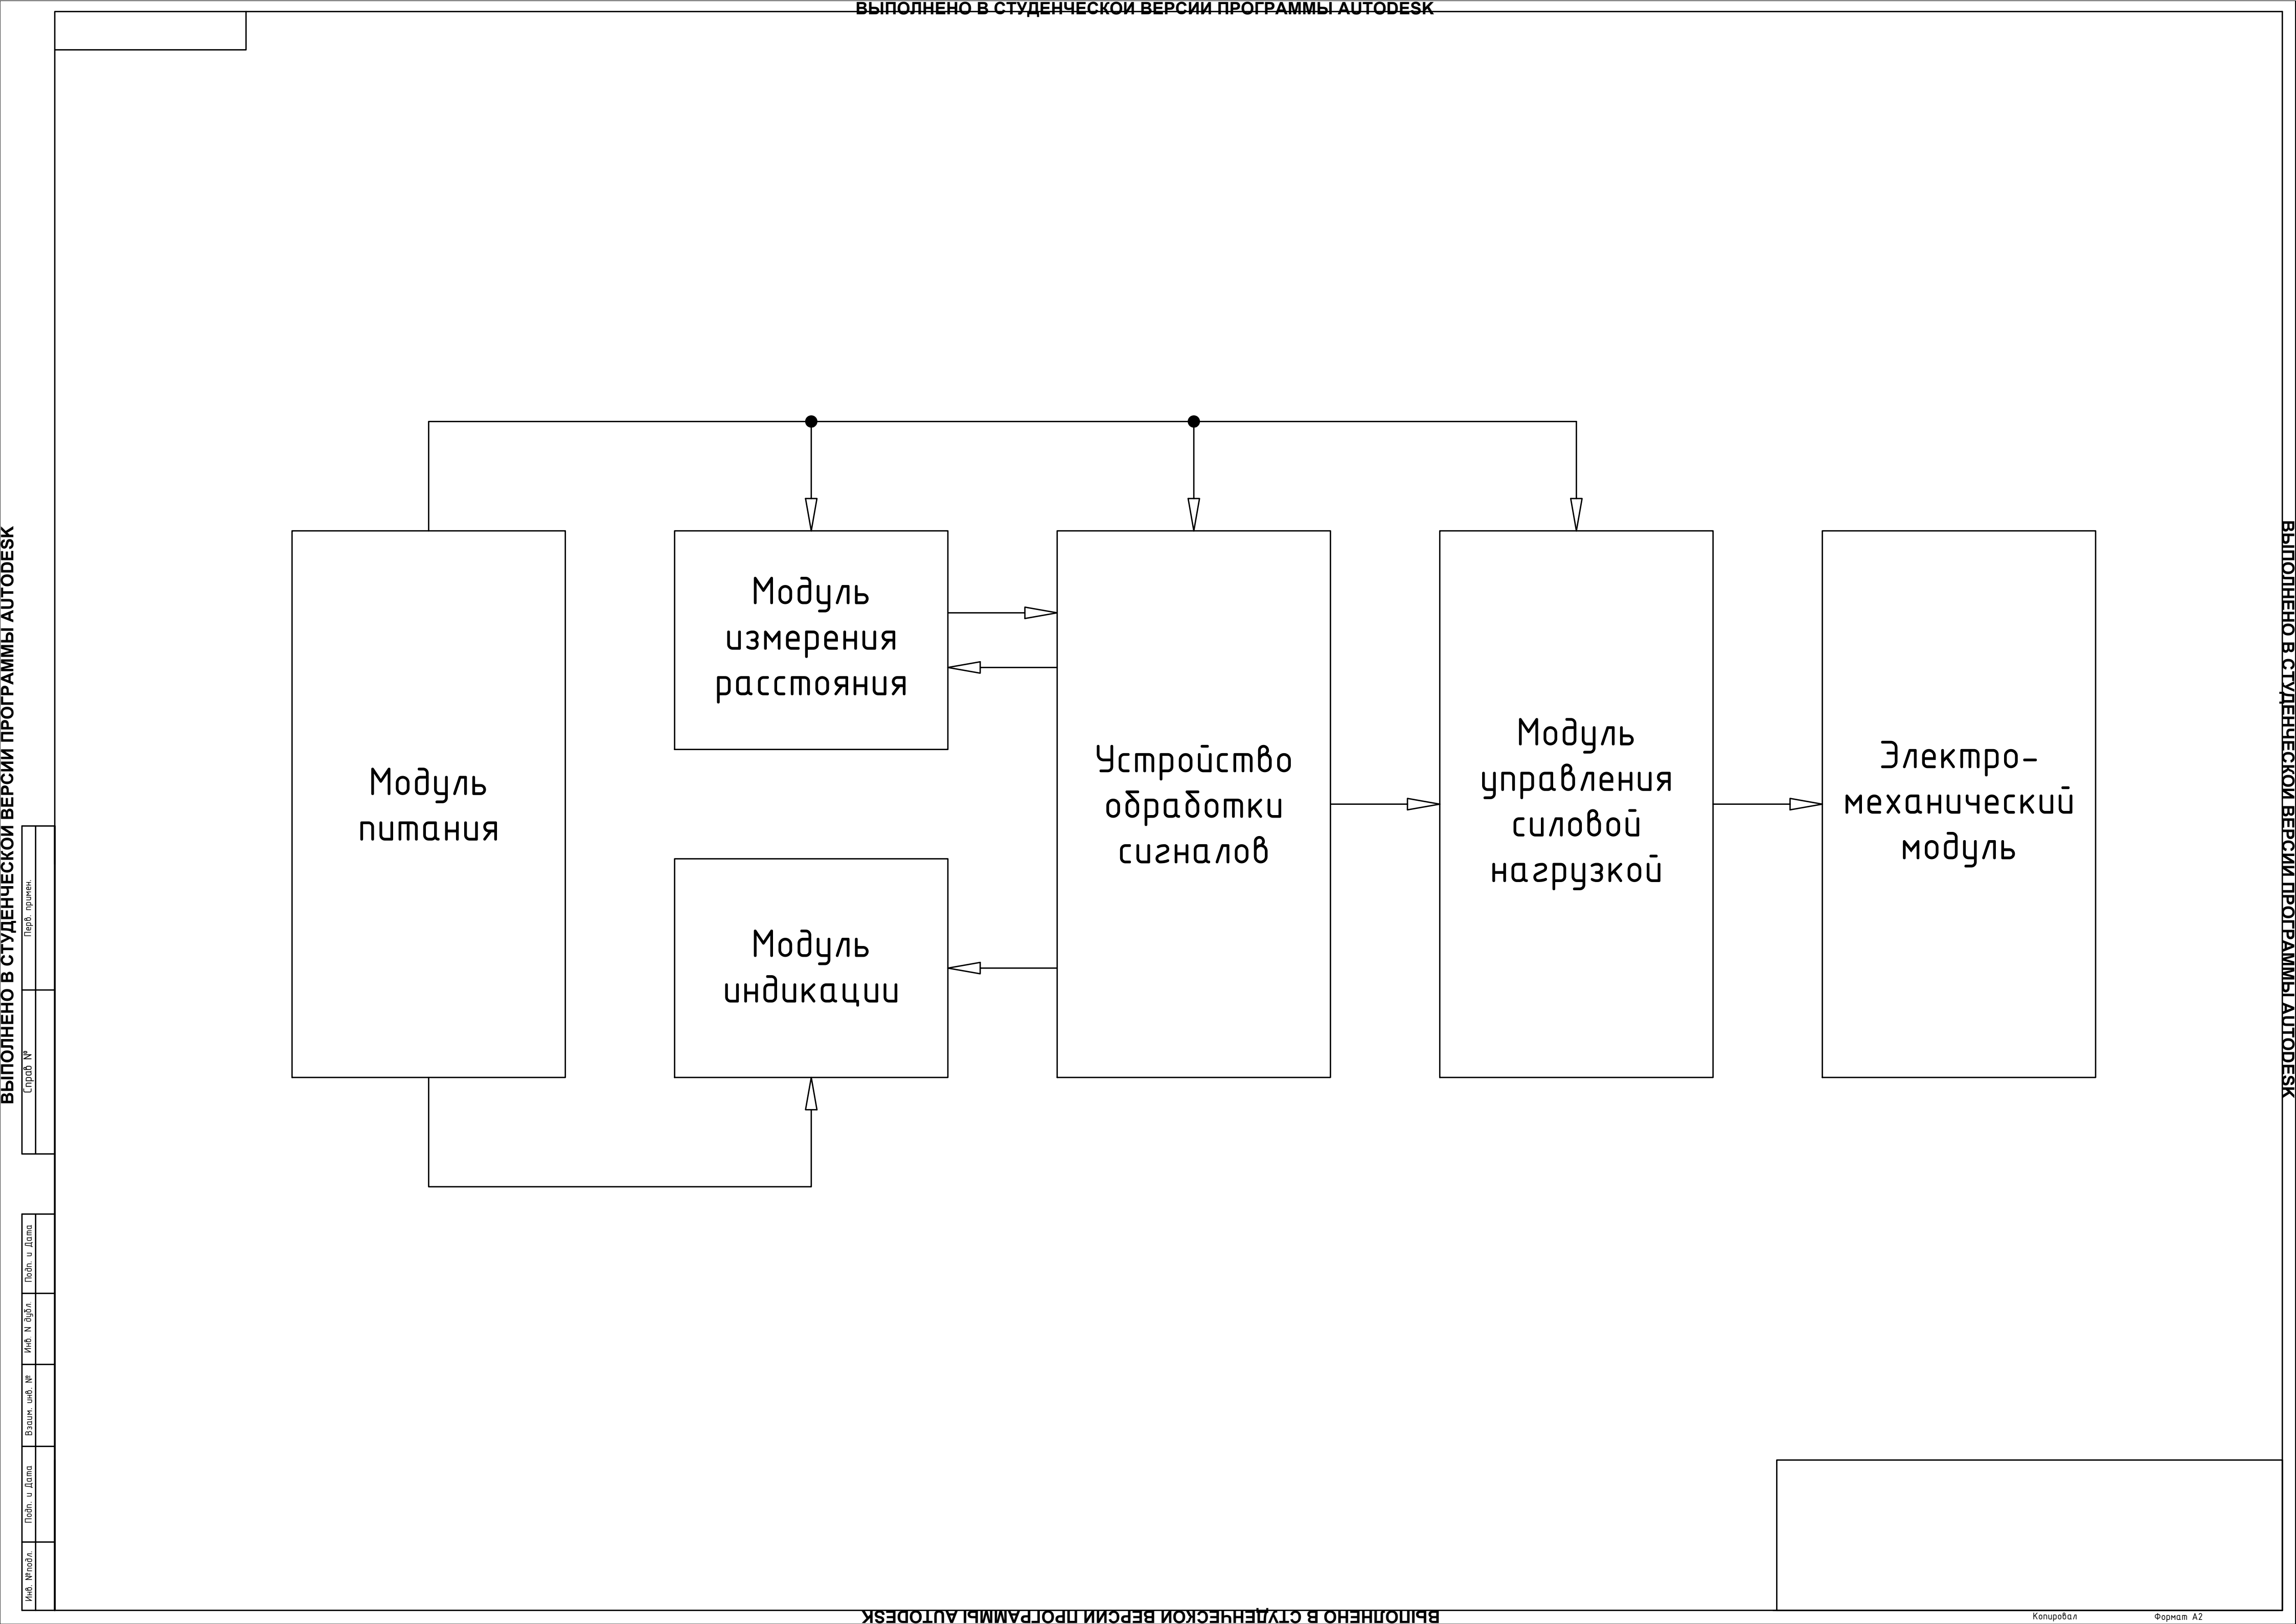 ВЫПОЛНЕНО В СТУДЕНЧЕСКОЙ ВЕРСИИ ПРОГРАММЫ AUTODESK
ВЫПОЛНЕНО В СТУДЕНЧЕСКОЙ ВЕРСИИ ПРОГРАММЫ AUTODESK
Модуль
питания
Модуль
измерения
расстояния
Модуль
индикации
Устройство
обработки
сигналов
Модуль
управления
силовой
нагрузкой
Электро-
механический
модуль
ВЫПОЛНЕНО В СТУДЕНЧЕСКОЙ ВЕРСИИ ПРОГРАММЫ AUTODESK
Перв. примен.
Справ №
Подп. и Дата
Инв. N дубл.
Взаим. инв. №
Подп. и Дата
Инв. №подл.
Копировал
Формат А2
ВЫПОЛНЕНО В СТУДЕНЧЕСКОЙ ВЕРСИИ ПРОГРАММЫ AUTODESK